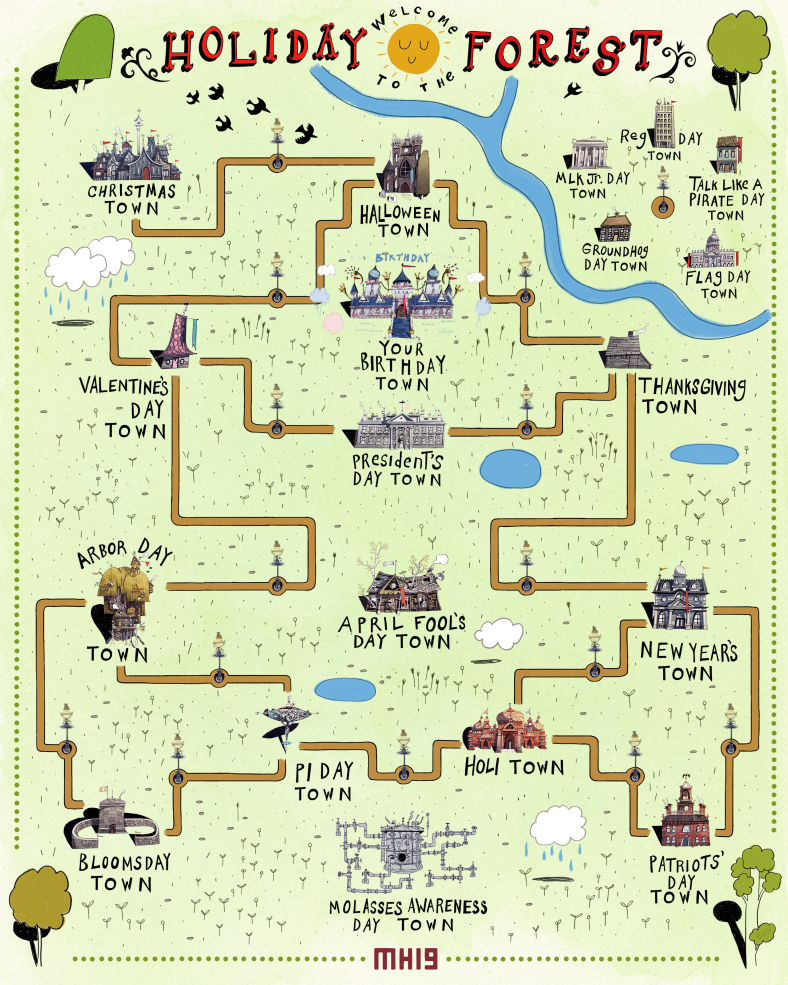 WELCOME
TO THE
HOLIDAY FOREST
Reg DAY
TOWN
MLK Jr. DAY
TOWN
TALK LIKE A
PIRATE DAY
TOWN
CHRISTMAS
TOWN
HALLOWEEN
TOWN
GROUNDHOG
DAY TOWN
FLAG DAY
TOWN
BIRTHDAY
YOUR
BIRTHDAY
TOWN
VALENTINE'S
DAY
TOWN
THANKSGIVING
TOWN
PRESIDENT'S
DAY TOWN
ARBOR DAY
TOWN
APRIL FOOL'S
DAY TOWN
NEW YEAR'S
TOWN
PI DAY
TOWN
HOLI TOWN
BLOOMSDAY
TOWN
PATRIOTS'
DAY
TOWN
MOLASSES AWARENESS
DAY TOWN
MH19